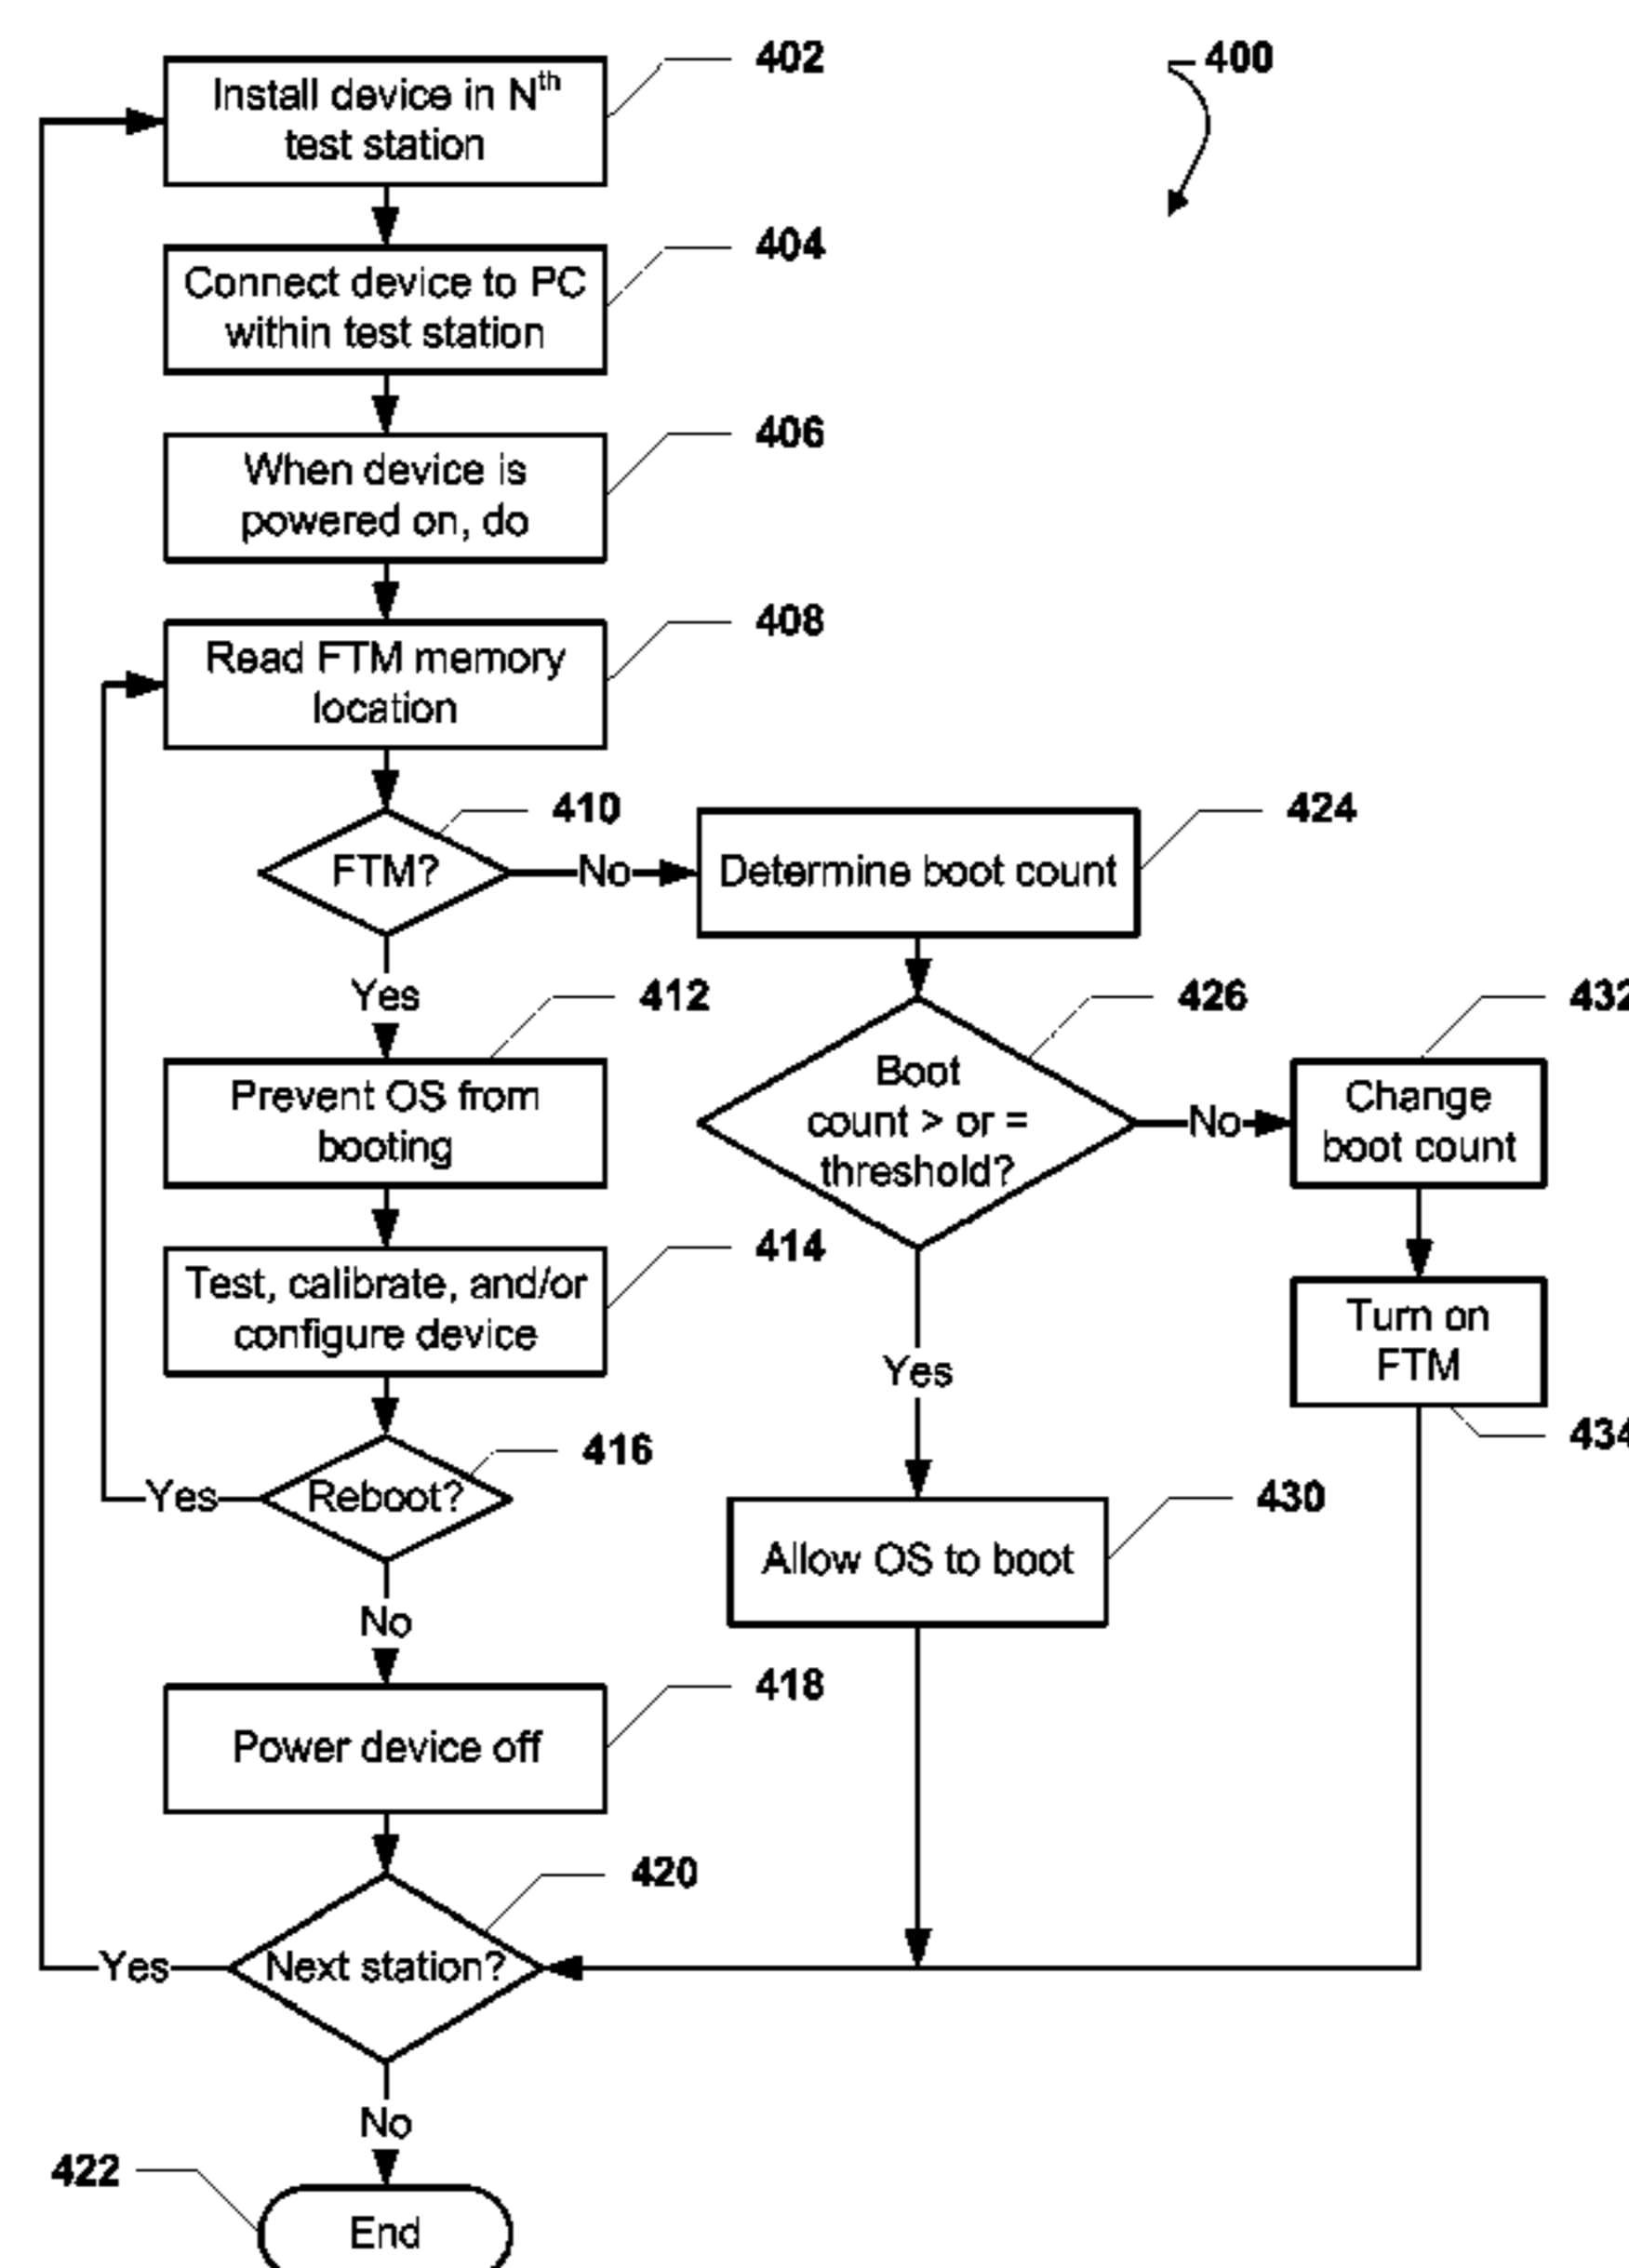 402
400
Install device in Nth
test station
404
Connect device to PC
within test station
406
When device is
powered on, do
408
Read FTM memory
location
410
424
FTM?
No
Determine boot count
Yes
412
426
432
Prevent OS from
booting
Boot
count > or =
threshold?
No
Change
boot count
414
Test, calibrate, and/or
configure device
Turn on
FTM
Yes
434
416
Yes
Reboot?
430
Allow OS to boot
No
418
Power device off
420
Yes
Next station?
No
422
End